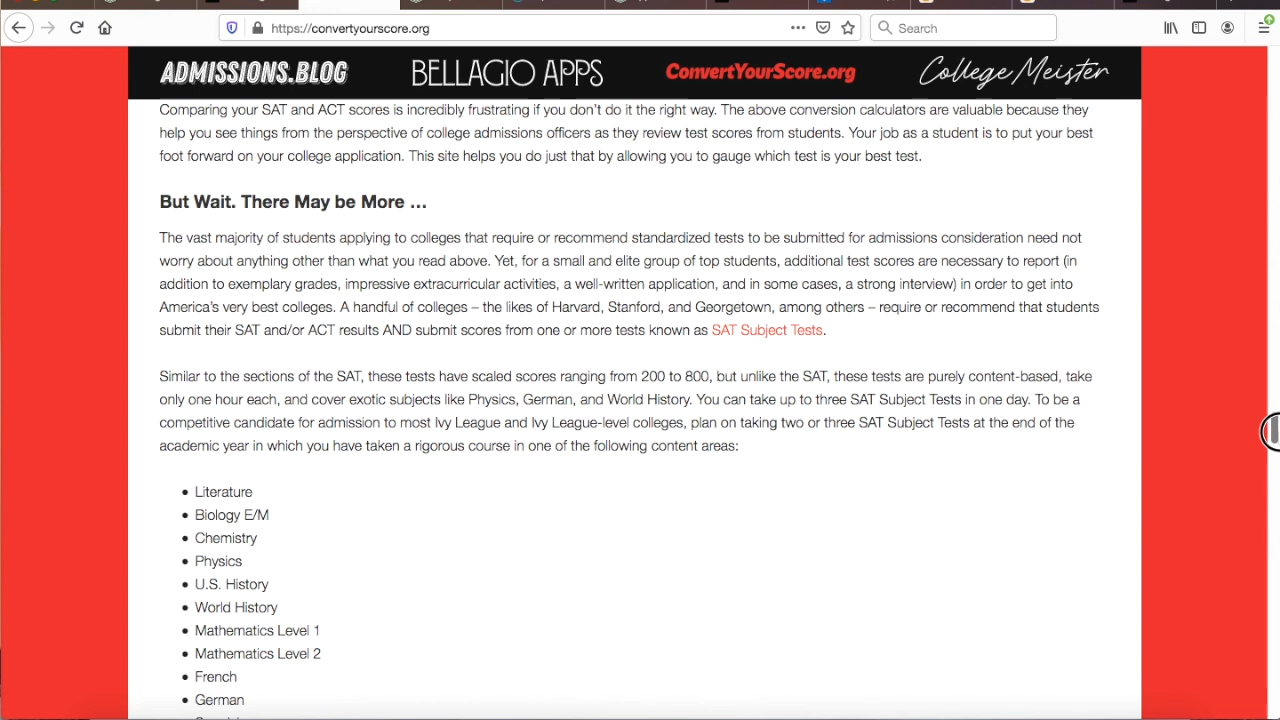 https://convertyourscore.org
Search
ADMISSIONS.BLOG BELLAGIO APPS ConvertYourScore.org College Meister
Comparing your SAT and ACT scores is incredibly frustrating if you don't do it the right way. The above conversion calculators are valuable because they
help you see things from the perspective of college admissions officers as they review test scores from students. Your job as a student is to put your best
foot forward on your college application. This site helps you do just that by allowing you to gauge which test is your best test.
But Wait. There May be More ...
The vast majority of students applying to colleges that require or recommend standardized tests to be submitted for admissions consideration need not
worry about anything other than what you read above. Yet, for a small and elite group of top students, additional test scores are necessary to report (in
addition to exemplary grades, impressive extracurricular activities, a well-written application, and in some cases, a strong interview) in order to get into
America's very best colleges. A handful of colleges – the likes of Harvard, Stanford, and Georgetown, among others – require or recommend that students
submit their SAT and/or ACT results AND submit scores from one or more tests known as SAT Subject Tests.
Similar to the sections of the SAT, these tests have scaled scores ranging from 200 to 800, but unlike the SAT, these tests are purely content-based, take
only one hour each, and cover exotic subjects like Physics, German, and World History. You can take up to three SAT Subject Tests in one day. To be a
competitive candidate for admission to most Ivy League and Ivy League-level colleges, plan on taking two or three SAT Subject Tests at the end of the
academic year in which you have taken a rigorous course in one of the following content areas:
• Literature
• Biology E/M
• Chemistry
• Physics
• U.S. History
• World History
• Mathematics Level 1
• Mathematics Level 2
• French
• German